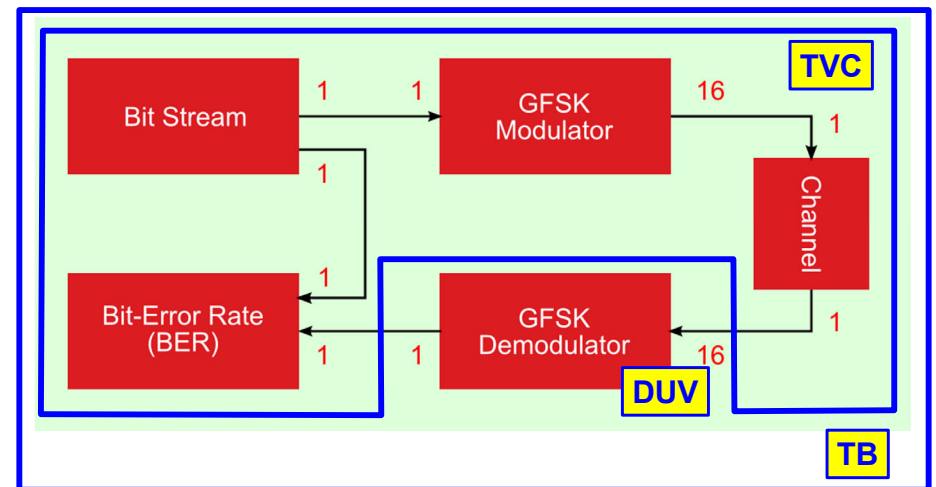 TVC
Bit Stream
1
1
GFSK
Modulator
16
1
1
Channel
1
Bit-Error Rate
(BER)
1
1
GFSK
Demodulator
16
1
DUV
TB